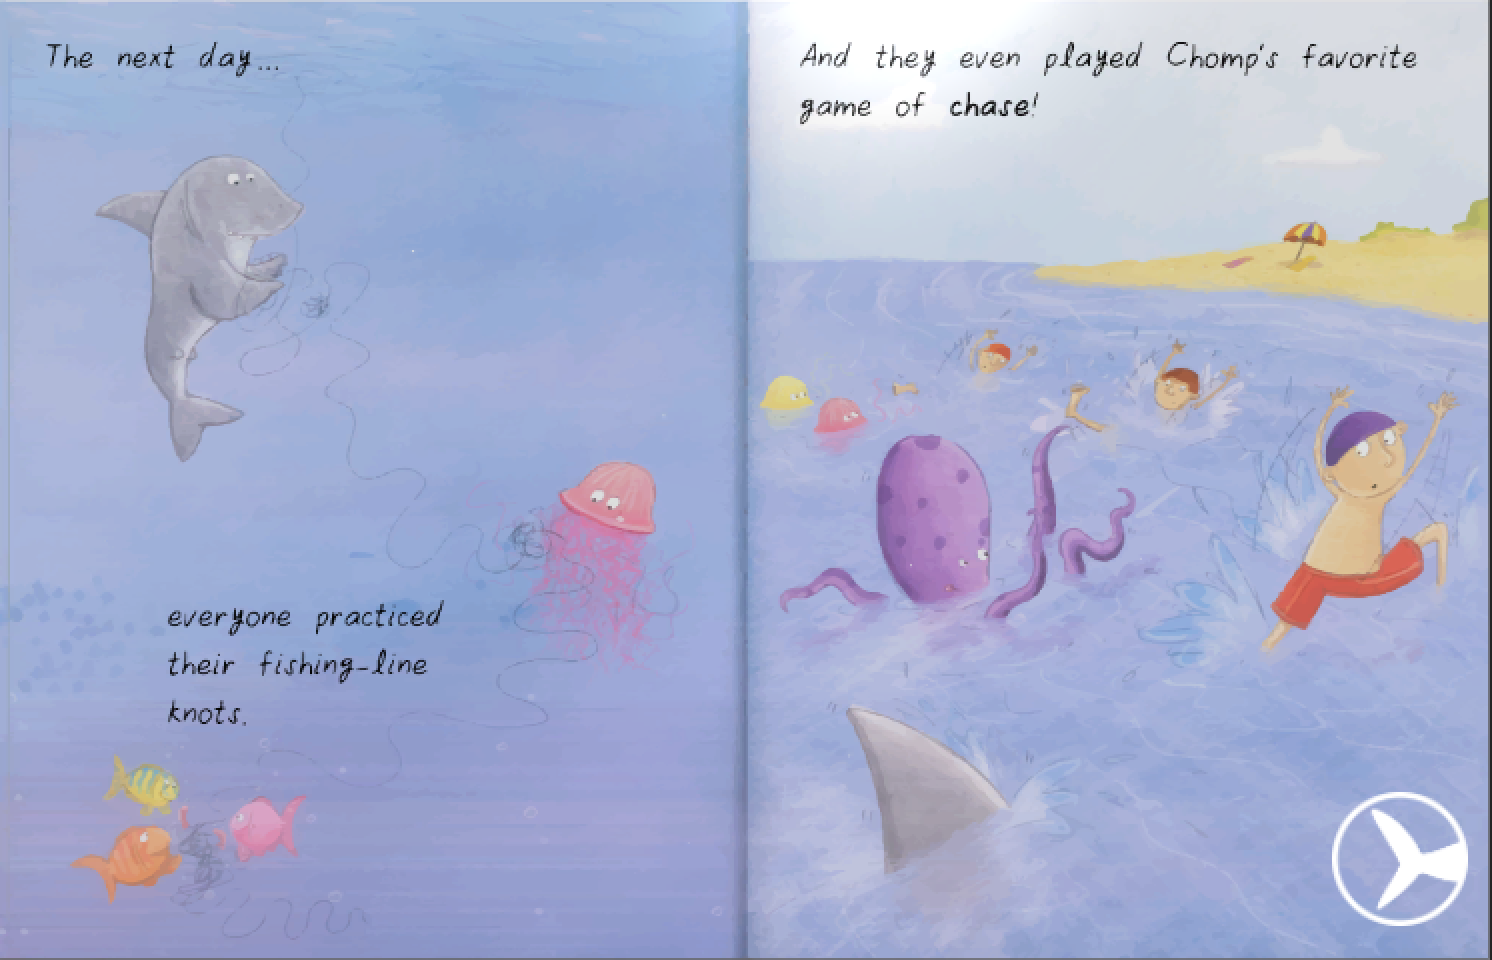 The next day...
everyone practiced
their fishing-line
knots.
And they even played Chomp's favorite
game of chase!